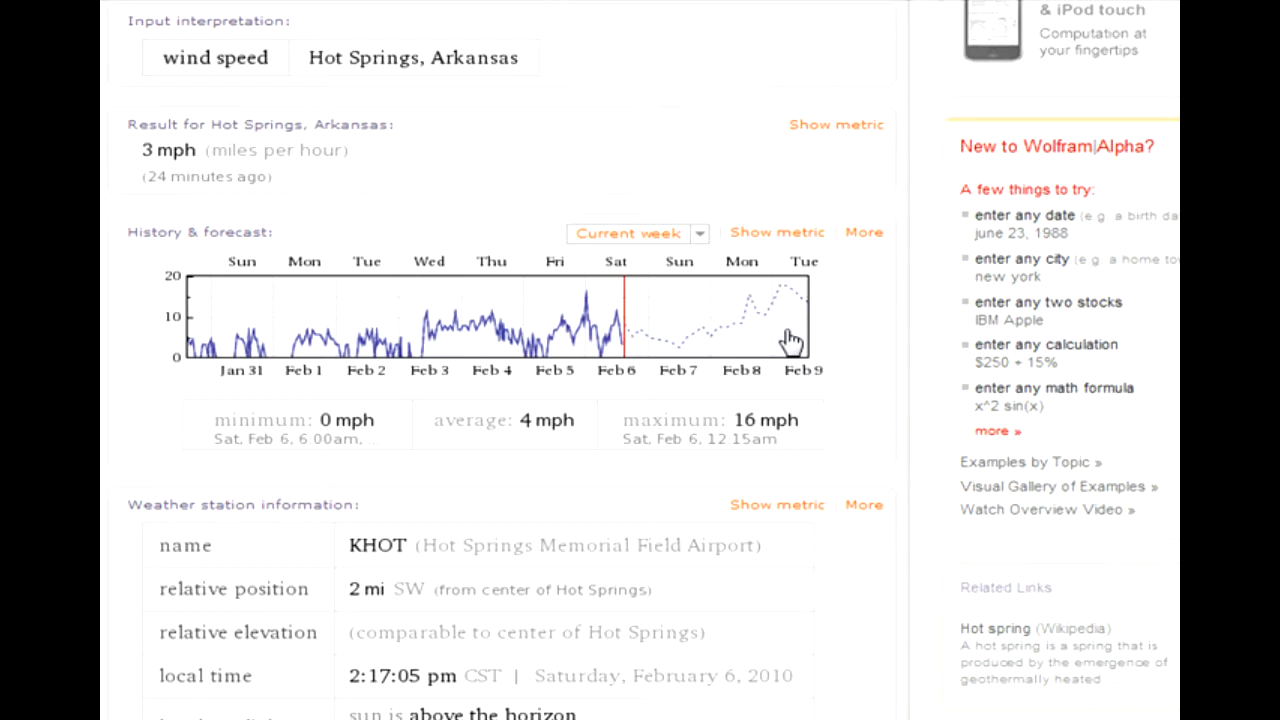 Input interpretation:
wind speed Hot Springs, Arkansas
Result for Hot Springs, Arkansas: Show metric
3 mph (miles per hour)
(24 minutes ago)
History & forecast: Current week Show metric More
Sun Mon Tue Wed Thu Fri Sat Sun Mon Tue
20
10
0
Jan 31 Feb 1 Feb 2 Feb 3 Feb 4 Feb 5 Feb 6 Feb 7 Feb 8 Feb 9
minimum: 0 mph average: 4 mph maximum: 16 mph
Sat, Feb 6, 6:00am, ... Sat, Feb 6, 12:15am
Weather station information: Show metric More
name KHOT (Hot Springs Memorial Field Airport)
relative position 2 mi SW (from center of Hot Springs)
relative elevation (comparable to center of Hot Springs)
local time 2:17:05 pm CST | Saturday, February 6, 2010
sun is above the horizon
& iPod touch
Computation at
your fingertips
New to Wolfram|Alpha?
A few things to try:
enter any date (e.g. a birth da
june 23, 1988
enter any city (e.g. a home to
new york
enter any two stocks
IBM Apple
enter any calculation
$250 + 15%
enter any math formula
x^2 sin(x)
more »
Examples by Topic »
Visual Gallery of Examples »
Watch Overview Video »
Related Links
Hot spring (Wikipedia)
A hot spring is a spring that is
produced by the emergence of
geothermally heated